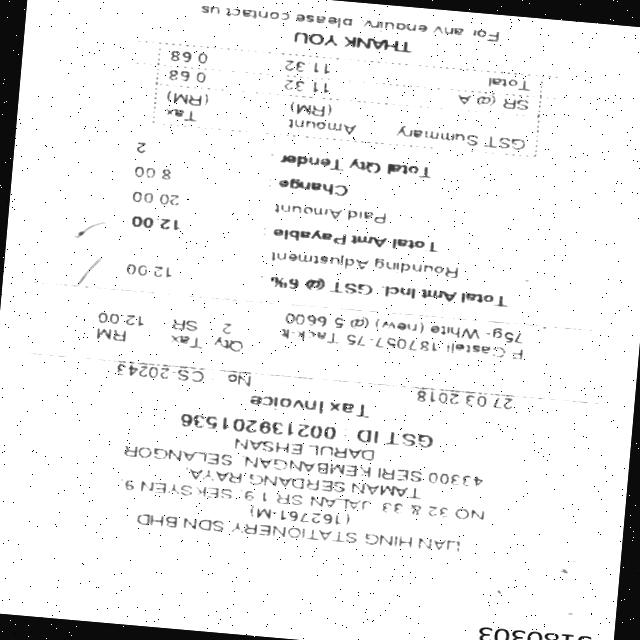 LIAN HING STATIONERY SDN BHD
(162761-M)
NO 32 & 33, JALAN SR 1/9, SEKSYEN 9
TAMAN SERDANG RAYA
43300 SERI KEMBANGAN, SELANGOR
DARUL EHSAN
GST ID : 002139201536
Tax Invoice
27.03.2018 No CS-20243
Qty Tax RM
F.Castell 187057-75 Tack-It
75g- White (new) (@ 5.6600 2 SR 12.00
Total Amt Incl. GST @ 6% 12.00
Rounding Adjustment
Total Amt Payable 12.00
Paid Amount 20.00
Change 8.00
Total Qty Tender 2
GST Summary Amount (RM) Tax (RM)
SR @ A 11.32 0.68
Total 11.32 0.68
THANK YOU
For any enquiry, please contact us